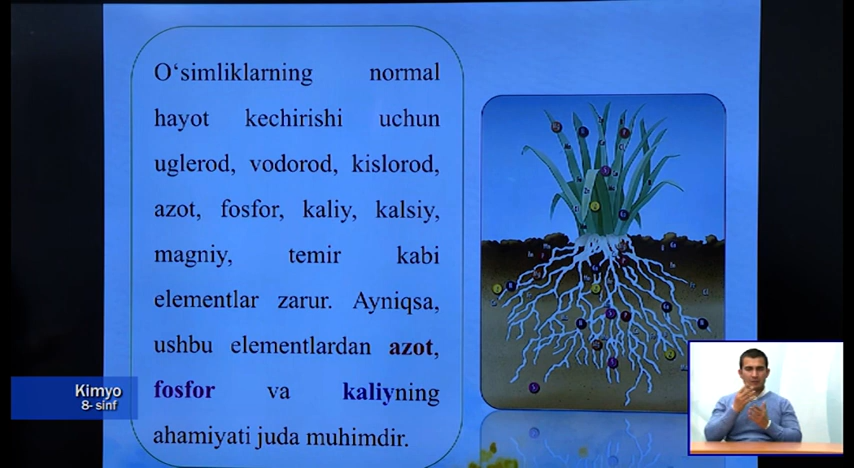 O‘simliklarning normal
hayot kechirishi uchun
uglerod, vodorod, kislorod,
azot, fosfor, kaliy, kalsiy,
magniy, temir kabi
elementlar zarur. Ayniqsa,
ushbu elementlardan azot,
fosfor va kaliyning
ahamiyati juda muhimdir.
Kimyo
8- sinf